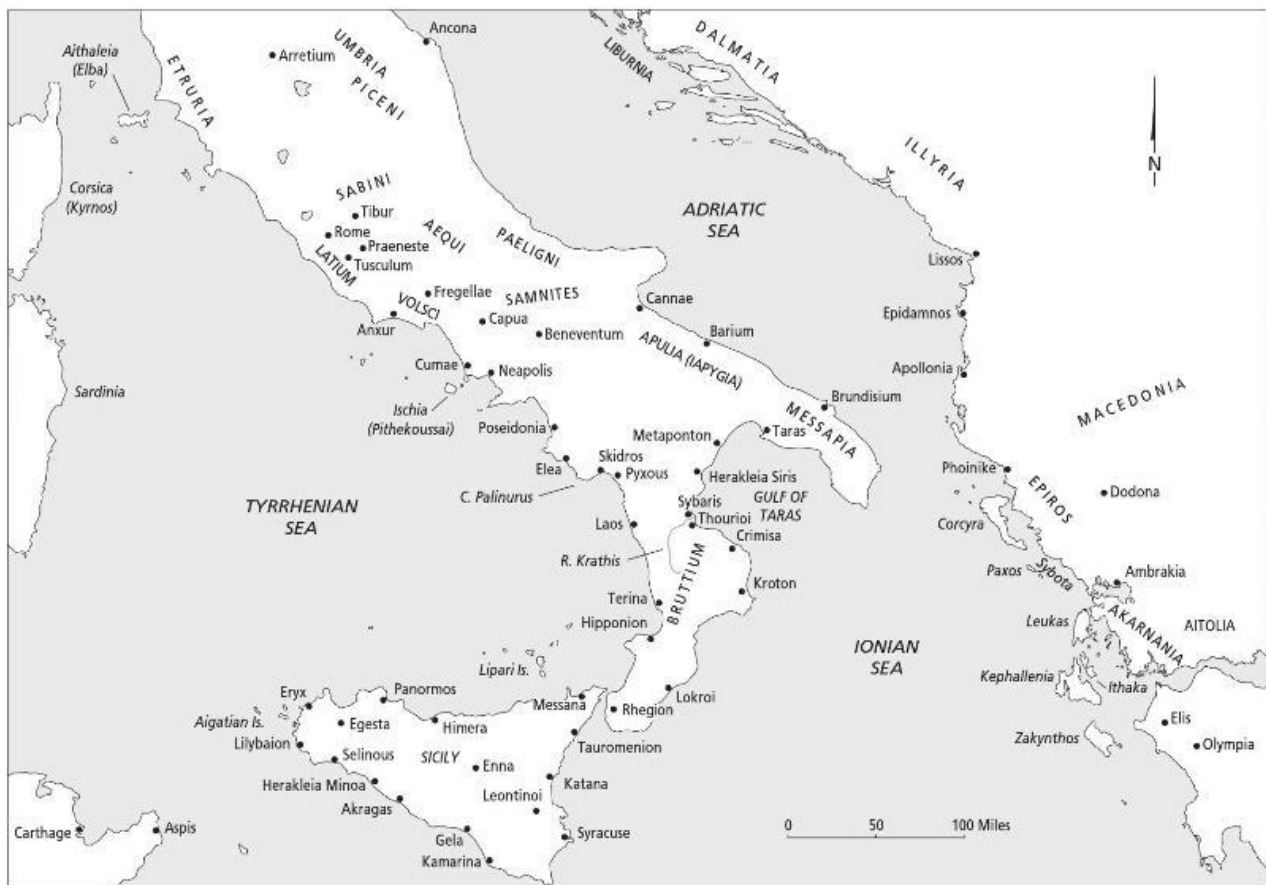 Ancona
Aithaleia
(Elba)
Arretium
UMBRIA
PICENI
ETRURIA
LIBURNIA
DALMATIA
ILLYRIA
N
Corsica
(Kyrnos)
SABINI
Tibur
Rome
Praeneste
Tusculum
LATIUM
AEQUI
PAELIGNI
ADRIATIC
SEA
Lissos
Fregellae
VOLSCI
SAMNITES
Anxur
Capua
Beneventum
Cannae
Barium
APULIA (IAPYGIA)
Epidamnos
Apollonia
Cumae
Neapolis
Sardinia
Ischia
(Pithekoussai)
Brundisium
MESSAPIA
MACEDONIA
Poseidonia
Metaponton
Taras
Skidros
Elea
Pyxous
Herakleia Siris
C. Palinurus
Phoinike
Dodona
EPIROS
TYRRHENIAN
SEA
Sybaris
GULF OF
TARAS
Thourioi
Laos
Crimisa
Corcyra
R. Krathis
BRUTTIUM
Kroton
Paxos
Sybota
Ambrakia
Terina
Hipponion
Leukas
AKARNANIA
AITOLIA
IONIAN
SEA
Lipari Is.
Kephallenia
Ithaka
Eryx
Panormos
Messana
Lokroi
Rhegion
Aigatian Is.
Egesta
Himera
Elis
Zakynthos
Tauromenion
Olympia
Lilybaion
Selinous
SICILY
Enna
Herakleia Minoa
Katana
Akragas
Leontinoi
Carthage
Aspis
Gela
Syracuse
Kamarina
0 50 100 Miles